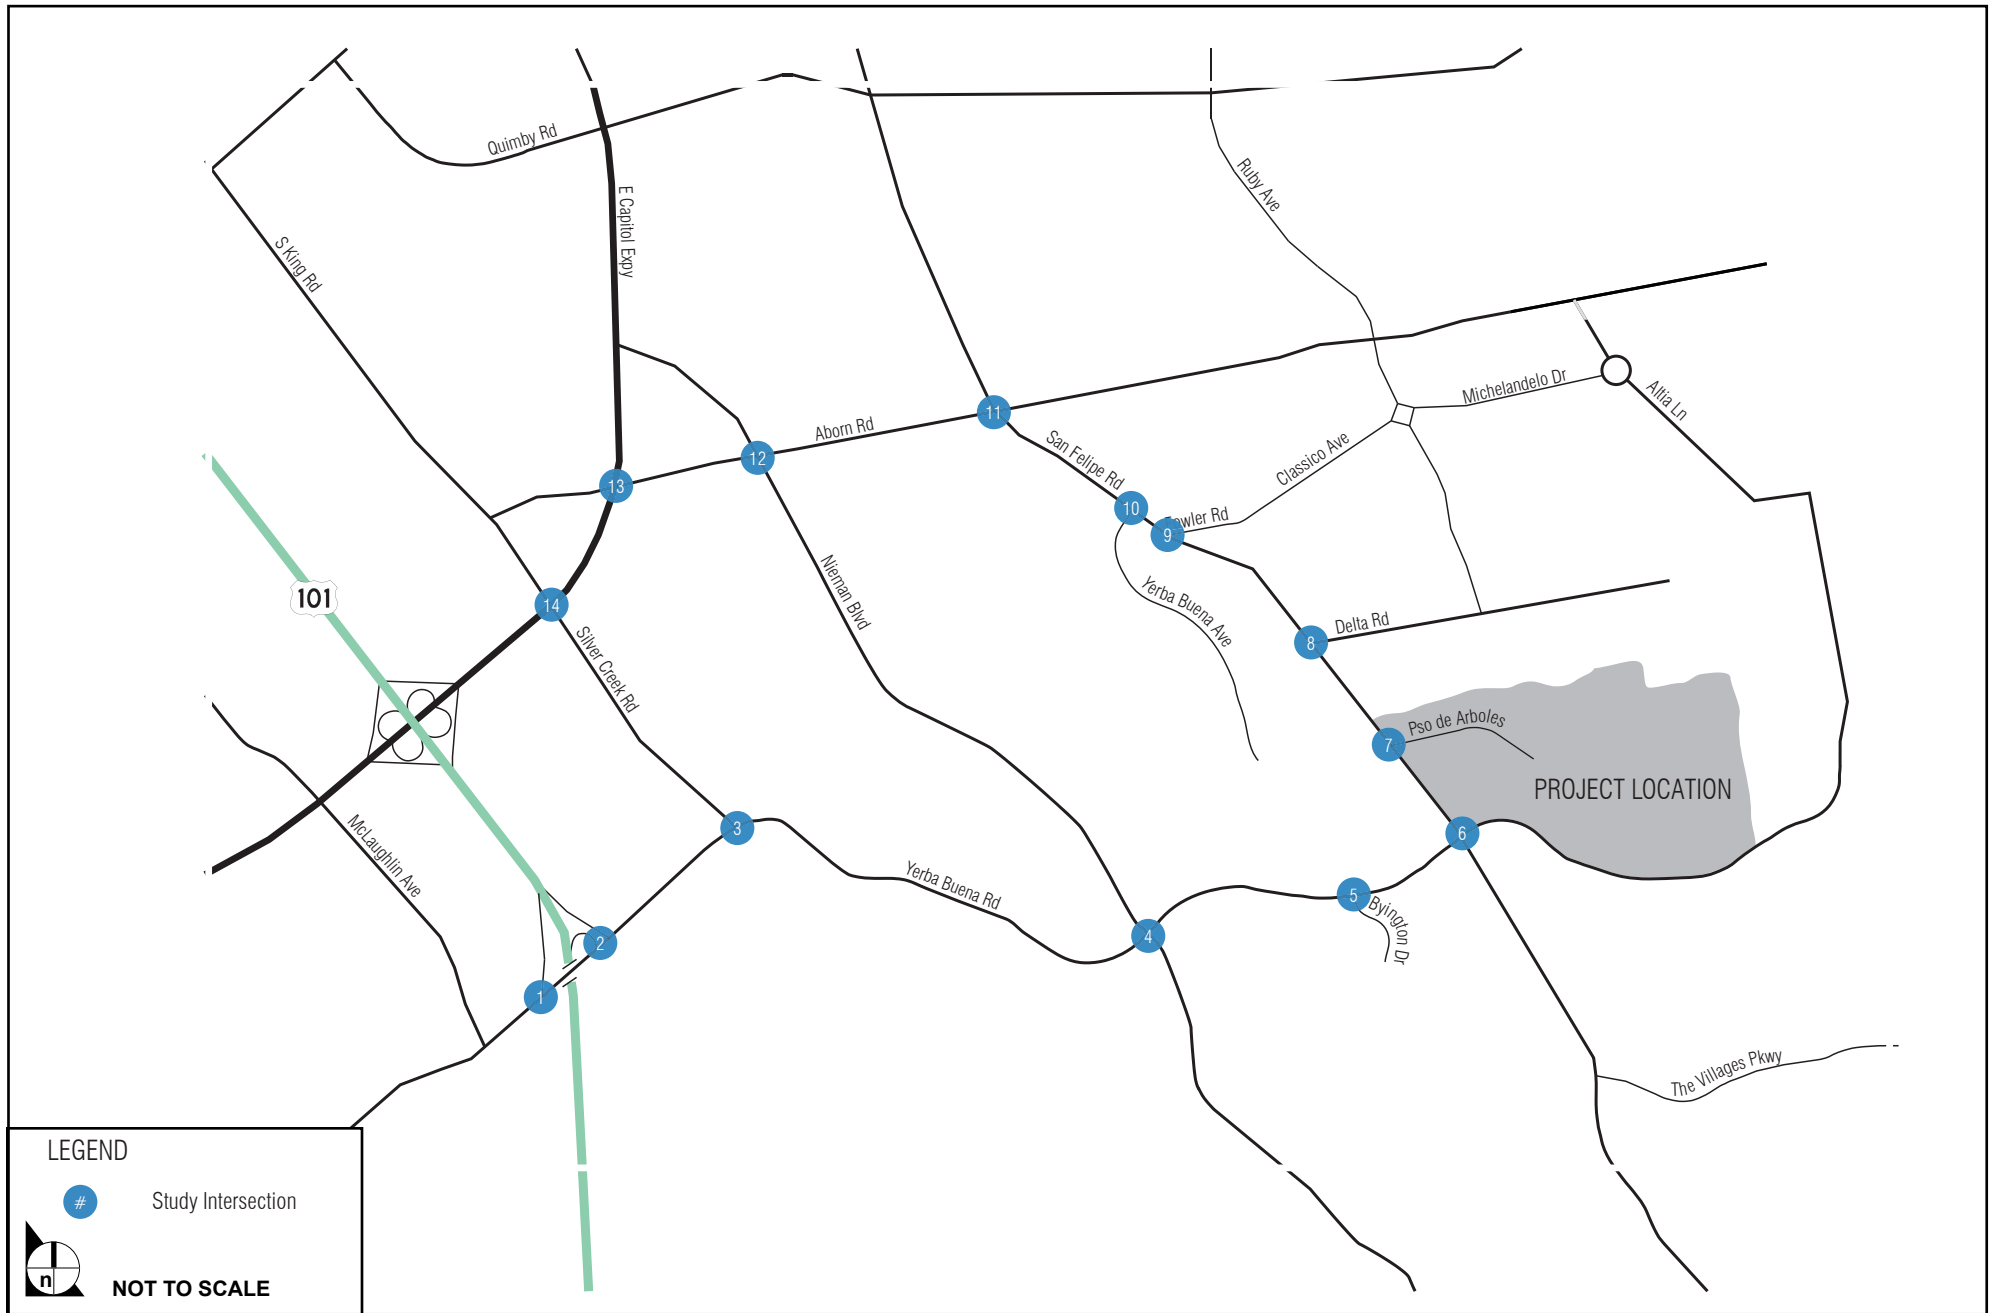 Quimby Rd
Ruby Ave
E Capitol Expy
S King Rd
Michelandelo Dr
Altia Ln
11
Aborn Rd
San Felipe Rd
Classico Ave
12
13
10
9
wler Rd
101
14
Nieman Blvd
Yerba Buena Ave
8
Delta Rd
Silver Creek Rd
7
Pso de Arboles
PROJECT LOCATION
McLaughlin Ave
3
6
Yerba Buena Rd
5
Byington Dr
4
2
1
The Villages Pkwy
LEGEND
#
Study Intersection
n
NOT TO SCALE